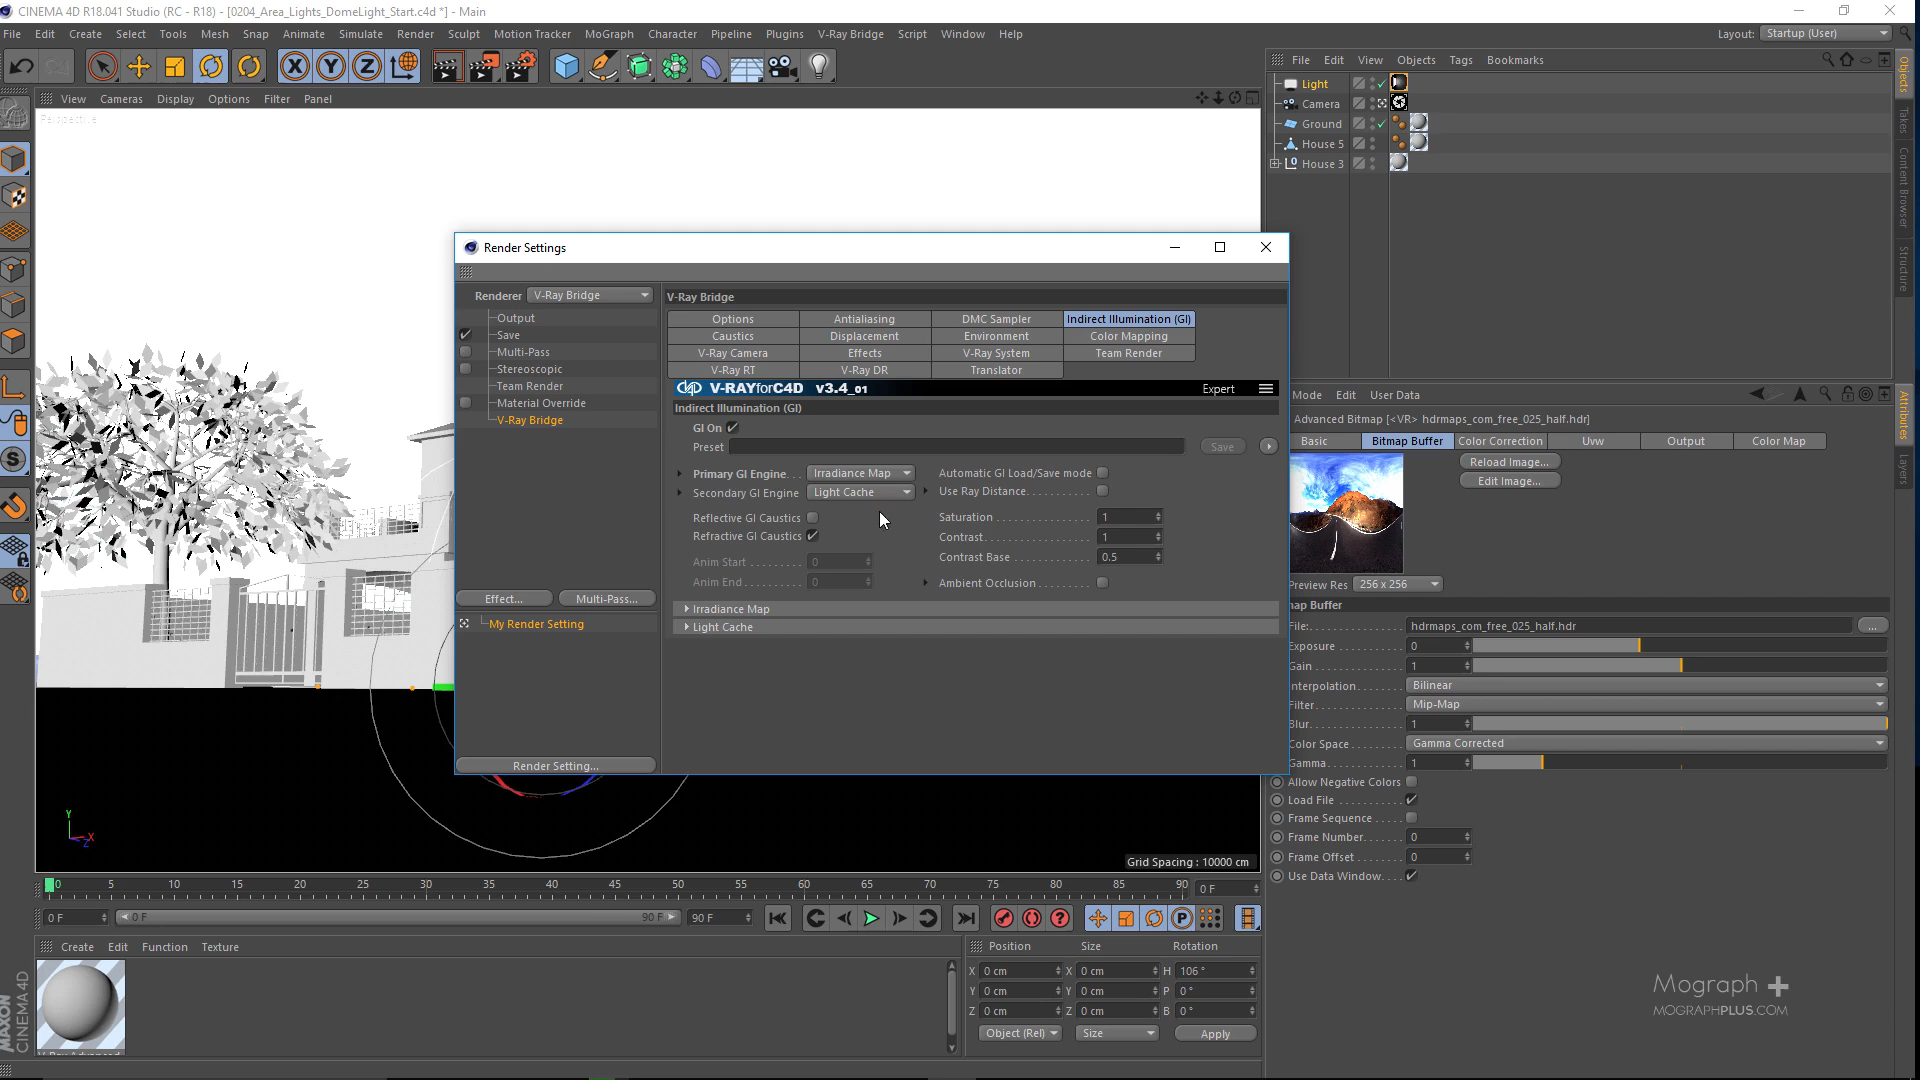 CINEMA 4D R18.041 Studio (RC - R18) - [0204_Area_Lights_DomeLight_Start.c4d *] - Main
File Edit Create Select Tools Mesh Snap Animate Simulate Render Sculpt Motion Tracker MoGraph Character Pipeline Plugins V-Ray Bridge Script Window Help
Layout: Startup (User)
File Edit View Objects Tags Bookmarks
View Cameras Display Options Filter Panel
Perspective
Light
Camera
Ground
House 5
House 3
Objects
Takes
Content Browser
Structure
Render Settings
Renderer V-Ray Bridge
Output
Save
Multi-Pass
Stereoscopic
Team Render
Material Override
V-Ray Bridge
Effect... Multi-Pass...
My Render Setting
Render Setting...
V-Ray Bridge
Options Antialiasing DMC Sampler Indirect Illumination (GI)
Caustics Displacement Environment Color Mapping
V-Ray Camera Effects V-Ray System Team Render
V-Ray RT V-Ray DR Translator
V-RAYforC4D v3.4_01 Expert
Indirect Illumination (GI)
GI On
Preset Save
Primary GI Engine. . . Irradiance Map Automatic GI Load/Save mode
Secondary GI Engine Light Cache Use Ray Distance. . . . . . . . . .
Reflective GI Caustics Saturation . . . . . . . . . . . . . . . 1
Refractive GI Caustics Contrast. . . . . . . . . . . . . . . . 1
Anim Start . . . . . . . . 0 Contrast Base . . . . . . . . . . . . 0.5
Anim End. . . . . . . . . 0 Ambient Occlusion . . . . . . . .
Irradiance Map
Light Cache
Mode Edit User Data
Advanced Bitmap [<VR> hdrmaps_com_free_025_half.hdr]
Basic Bitmap Buffer Color Correction Uvw Output Color Map
Reload Image...
Edit Image...
Preview Res 256 x 256
map Buffer
File: hdrmaps_com_free_025_half.hdr ...
Exposure 0
Gain 1
Interpolation Bilinear
Filter Mip-Map
Blur 1
Color Space Gamma Corrected
Gamma 1
Allow Negative Colors
Load File
Frame Sequence
Frame Number 0
Frame Offset 0
Use Data Window
Attributes
Layers
Y
X
Z
Grid Spacing : 10000 cm
0 5 10 15 20 25 30 35 40 45 50 55 60 65 70 75 80 85 90 0 F
0 F 0 F 90 F 90 F
Create Edit Function Texture
Position Size Rotation
X 0 cm X 0 cm H 106 °
Y 0 cm Y 0 cm P 0 °
Z 0 cm Z 0 cm B 0 °
Object (Rel) Size Apply
V-Ray Advanced
MAXON
CINEMA 4D
Mograph +
MOGRAPHPLUS.COM